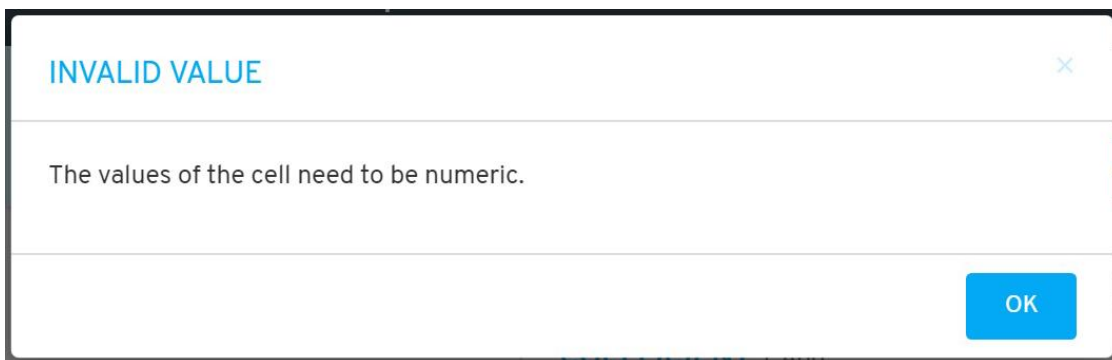 INVALID VALUE
The values of the cell need to be numeric.
OK